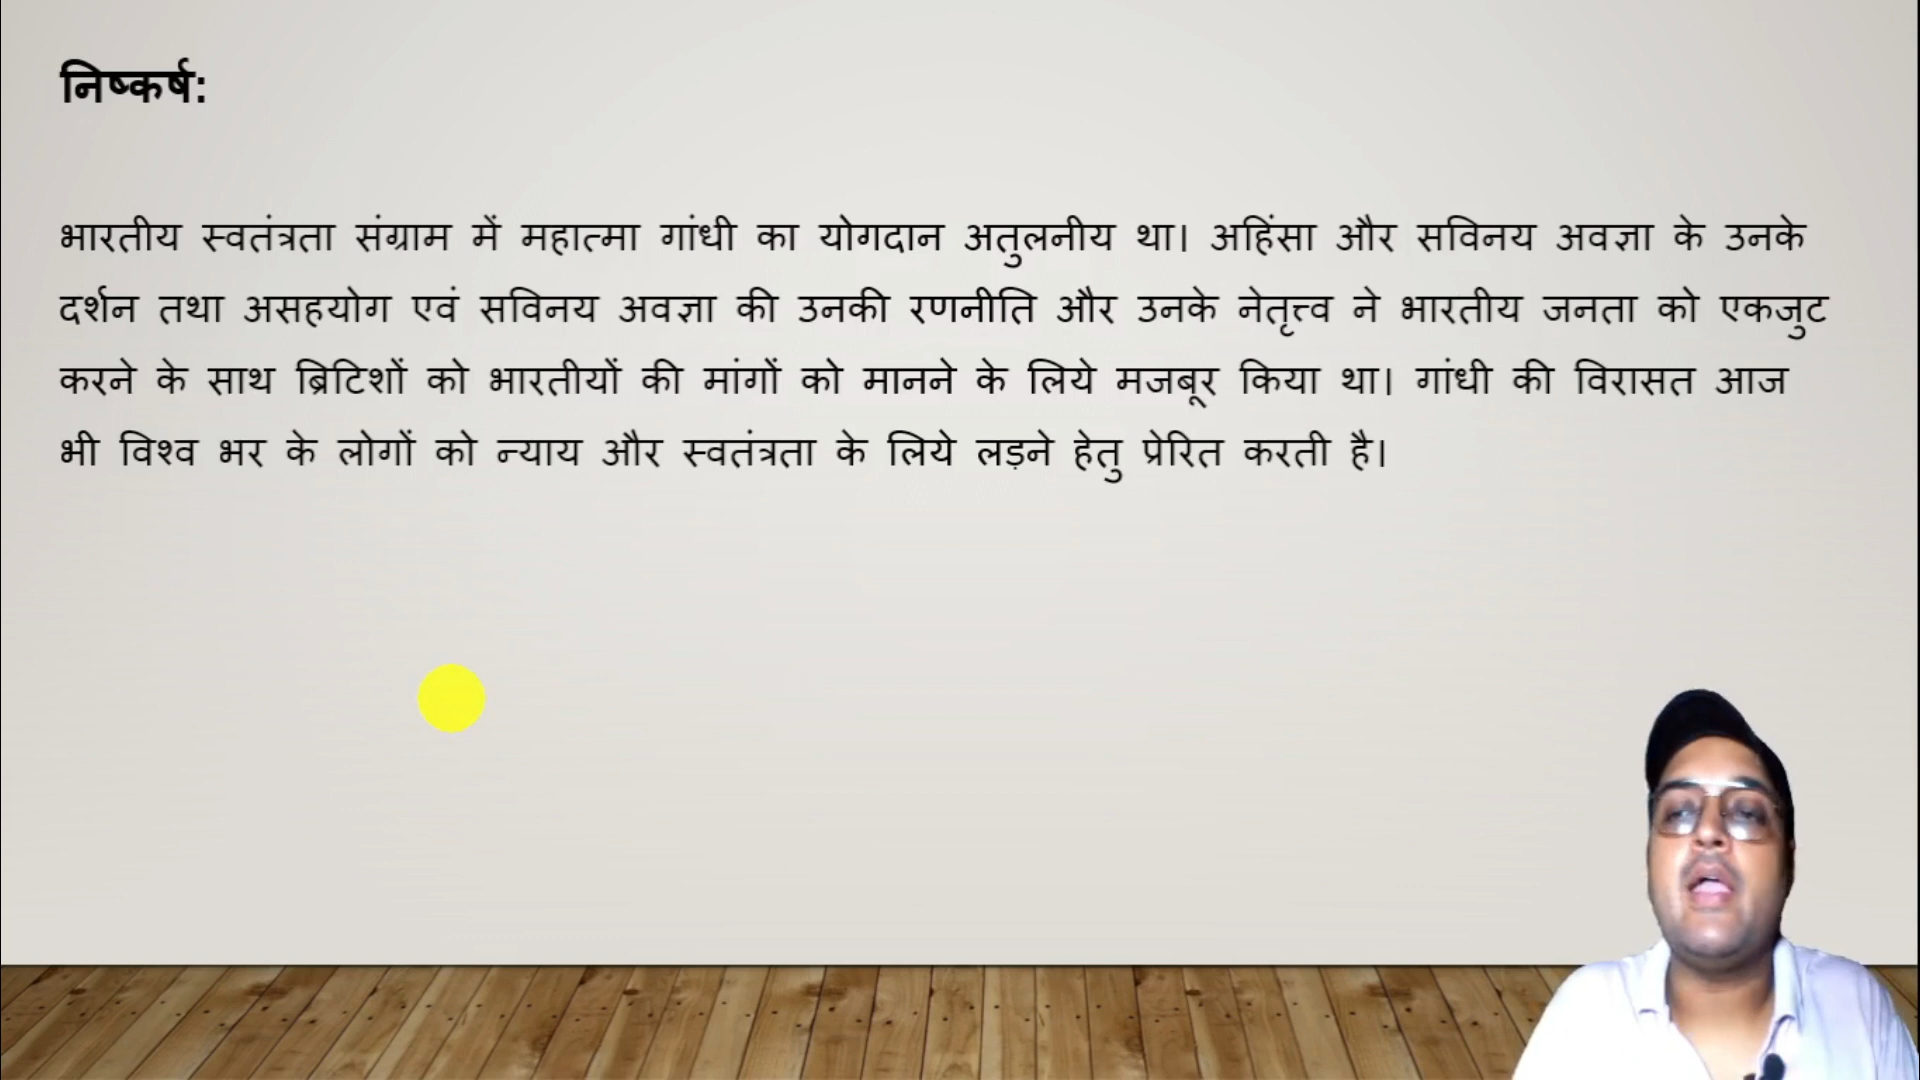 निष्कर्ष:
भारतीय स्वतंत्रता संग्राम में महात्मा गांधी का योगदान अतुलनीय था। अहिंसा और सविनय अवज्ञा के उनके
दर्शन तथा असहयोग एवं सविनय अवज्ञा की उनकी रणनीति और उनके नेतृत्त्व ने भारतीय जनता को एकजुट
करने के साथ ब्रिटिशों को भारतीयों की मांगों को मानने के लिये मजबूर किया था। गांधी की विरासत आज
भी विश्व भर के लोगों को न्याय और स्वतंत्रता के लिये लड़ने हेतु प्रेरित करती है।